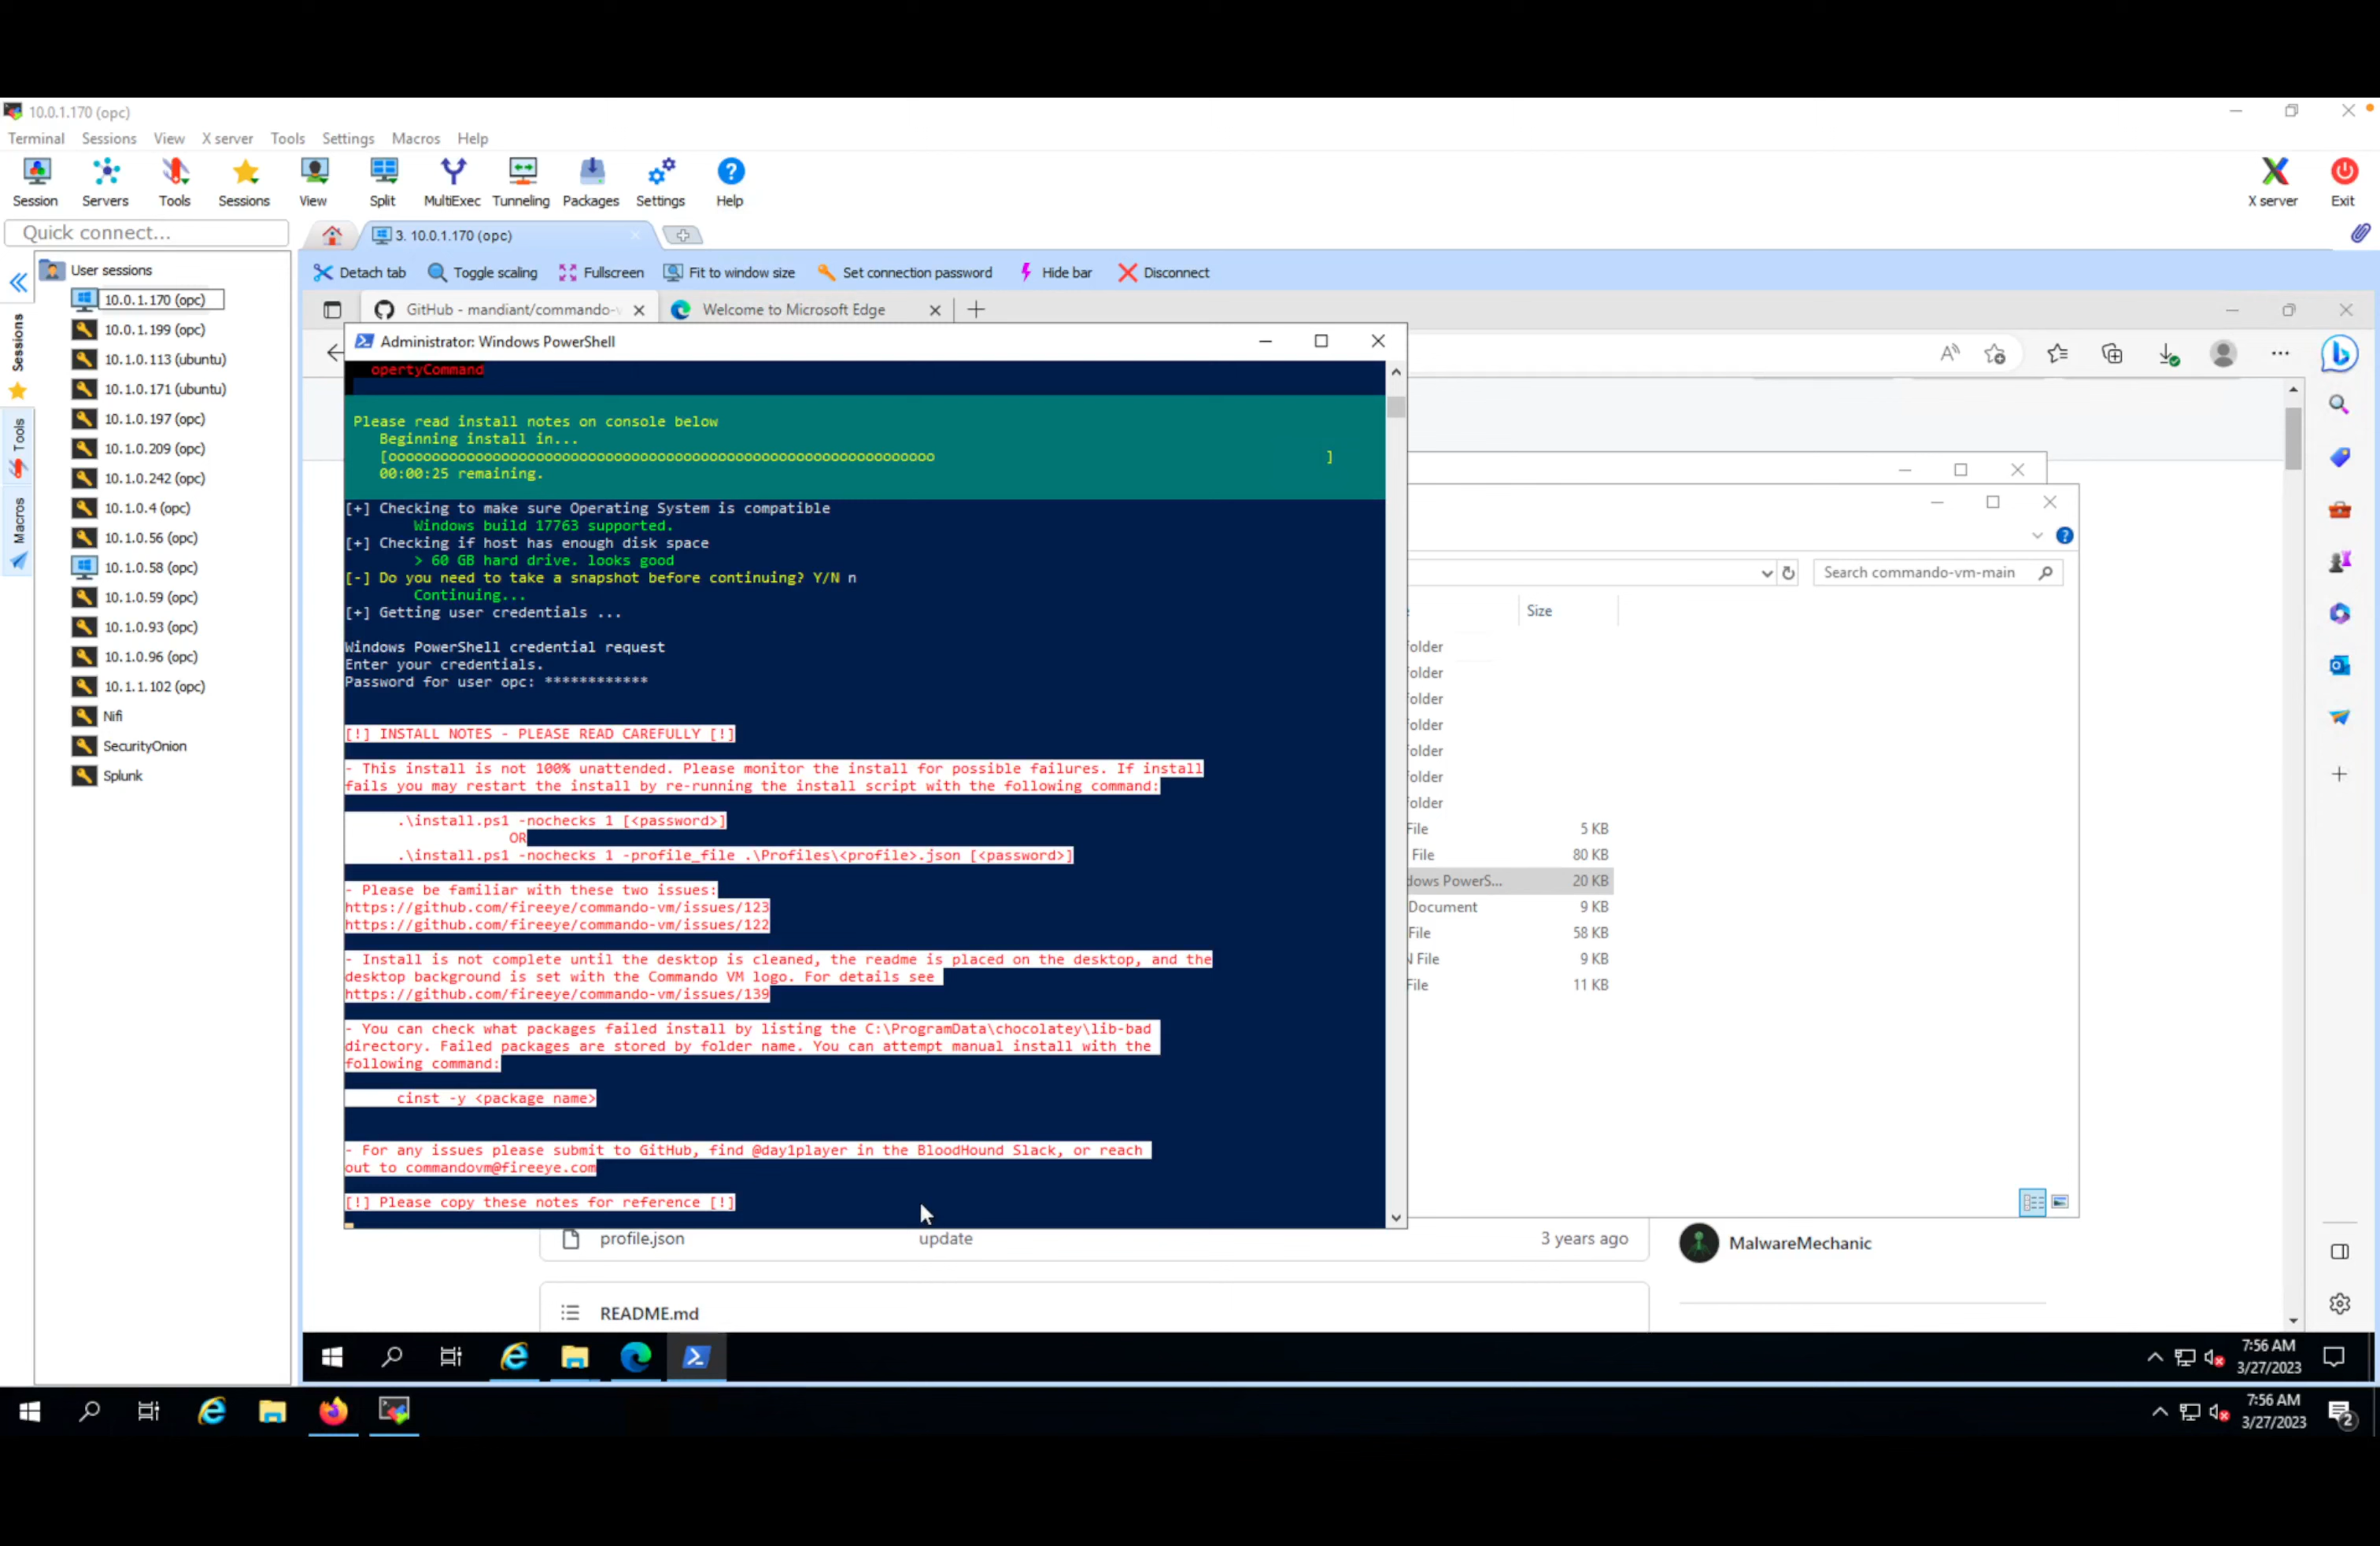 10.0.1.170 (opc)
Terminal Sessions View X server Tools Settings Macros Help
Session Servers Tools Sessions View Split MultiExec Tunneling Packages Settings Help X server Exit
Quick connect...
3. 10.0.1.170 (opc)
Detach tab Toggle scaling Fullscreen Fit to window size Set connection password Hide bar Disconnect
Sessions
Tools
Macros
User sessions
10.0.1.170 (opc)
10.0.1.199 (opc)
10.1.0.113 (ubuntu)
10.1.0.171 (ubuntu)
10.1.0.197 (opc)
10.1.0.209 (opc)
10.1.0.242 (opc)
10.1.0.4 (opc)
10.1.0.56 (opc)
10.1.0.58 (opc)
10.1.0.59 (opc)
10.1.0.93 (opc)
10.1.0.96 (opc)
10.1.1.102 (opc)
Nifi
SecurityOnion
Splunk
GitHub - mandiant/commando-v Welcome to Microsoft Edge
Administrator: Windows PowerShell
opertyCommand
Please read install notes on console below
Beginning install in...
[ooooooooooooooooooooooooooooooooooooooooooooooooooooooooooooooo ]
00:00:25 remaining.
[+] Checking to make sure Operating System is compatible
Windows build 17763 supported.
[+] Checking if host has enough disk space
> 60 GB hard drive. looks good
[-] Do you need to take a snapshot before continuing? Y/N n
Continuing...
[+] Getting user credentials ...
Windows PowerShell credential request
Enter your credentials.
Password for user opc: ************
[!] INSTALL NOTES - PLEASE READ CAREFULLY [!]
- This install is not 100% unattended. Please monitor the install for possible failures. If install
fails you may restart the install by re-running the install script with the following command:
.\install.ps1 -nochecks 1 [<password>]
OR
.\install.ps1 -nochecks 1 -profile_file .\Profiles\<profile>.json [<password>]
- Please be familiar with these two issues:
https://github.com/fireeye/commando-vm/issues/123
https://github.com/fireeye/commando-vm/issues/122
- Install is not complete until the desktop is cleaned, the readme is placed on the desktop, and the
desktop background is set with the Commando VM logo. For details see
https://github.com/fireeye/commando-vm/issues/139
- You can check what packages failed install by listing the C:\ProgramData\chocolatey\lib-bad
directory. Failed packages are stored by folder name. You can attempt manual install with the
following command:
cinst -y <package name>
- For any issues please submit to GitHub, find @day1player in the BloodHound Slack, or reach
out to commandovm@fireeye.com
[!] Please copy these notes for reference [!]
Search commando-vm-main
Size
older
older
older
older
older
older
older
File 5 KB
File 80 KB
dows PowerS... 20 KB
Document 9 KB
File 58 KB
File 9 KB
File 11 KB
profile.json update 3 years ago
MalwareMechanic
README.md
7:56 AM
3/27/2023
7:56 AM
3/27/2023
2